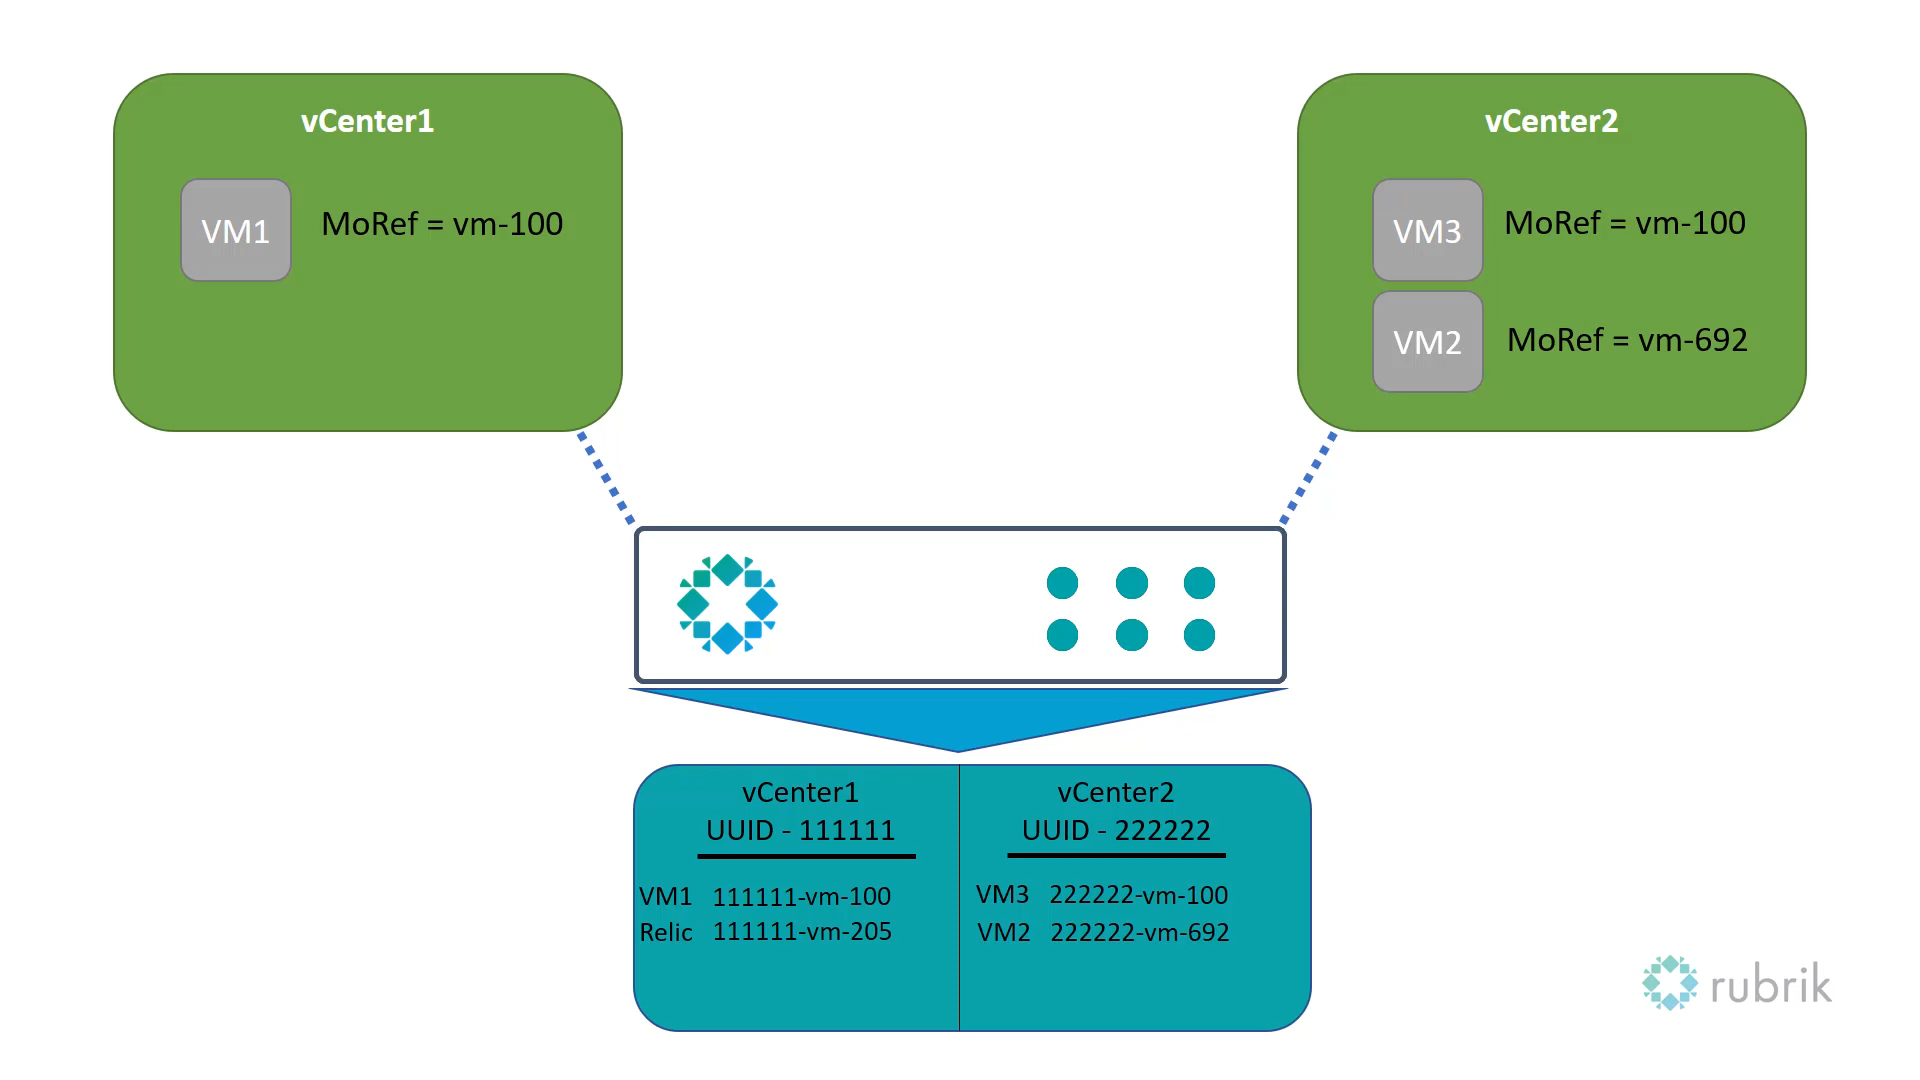 vCenter1
VM1 MoRef = vm-100
vCenter2
VM3 MoRef = vm-100
VM2 MoRef = vm-692
vCenter1
UUID - 111111
VM1 111111-vm-100
Relic 111111-vm-205
vCenter2
UUID - 222222
VM3 222222-vm-100
VM2 222222-vm-692
rubrik